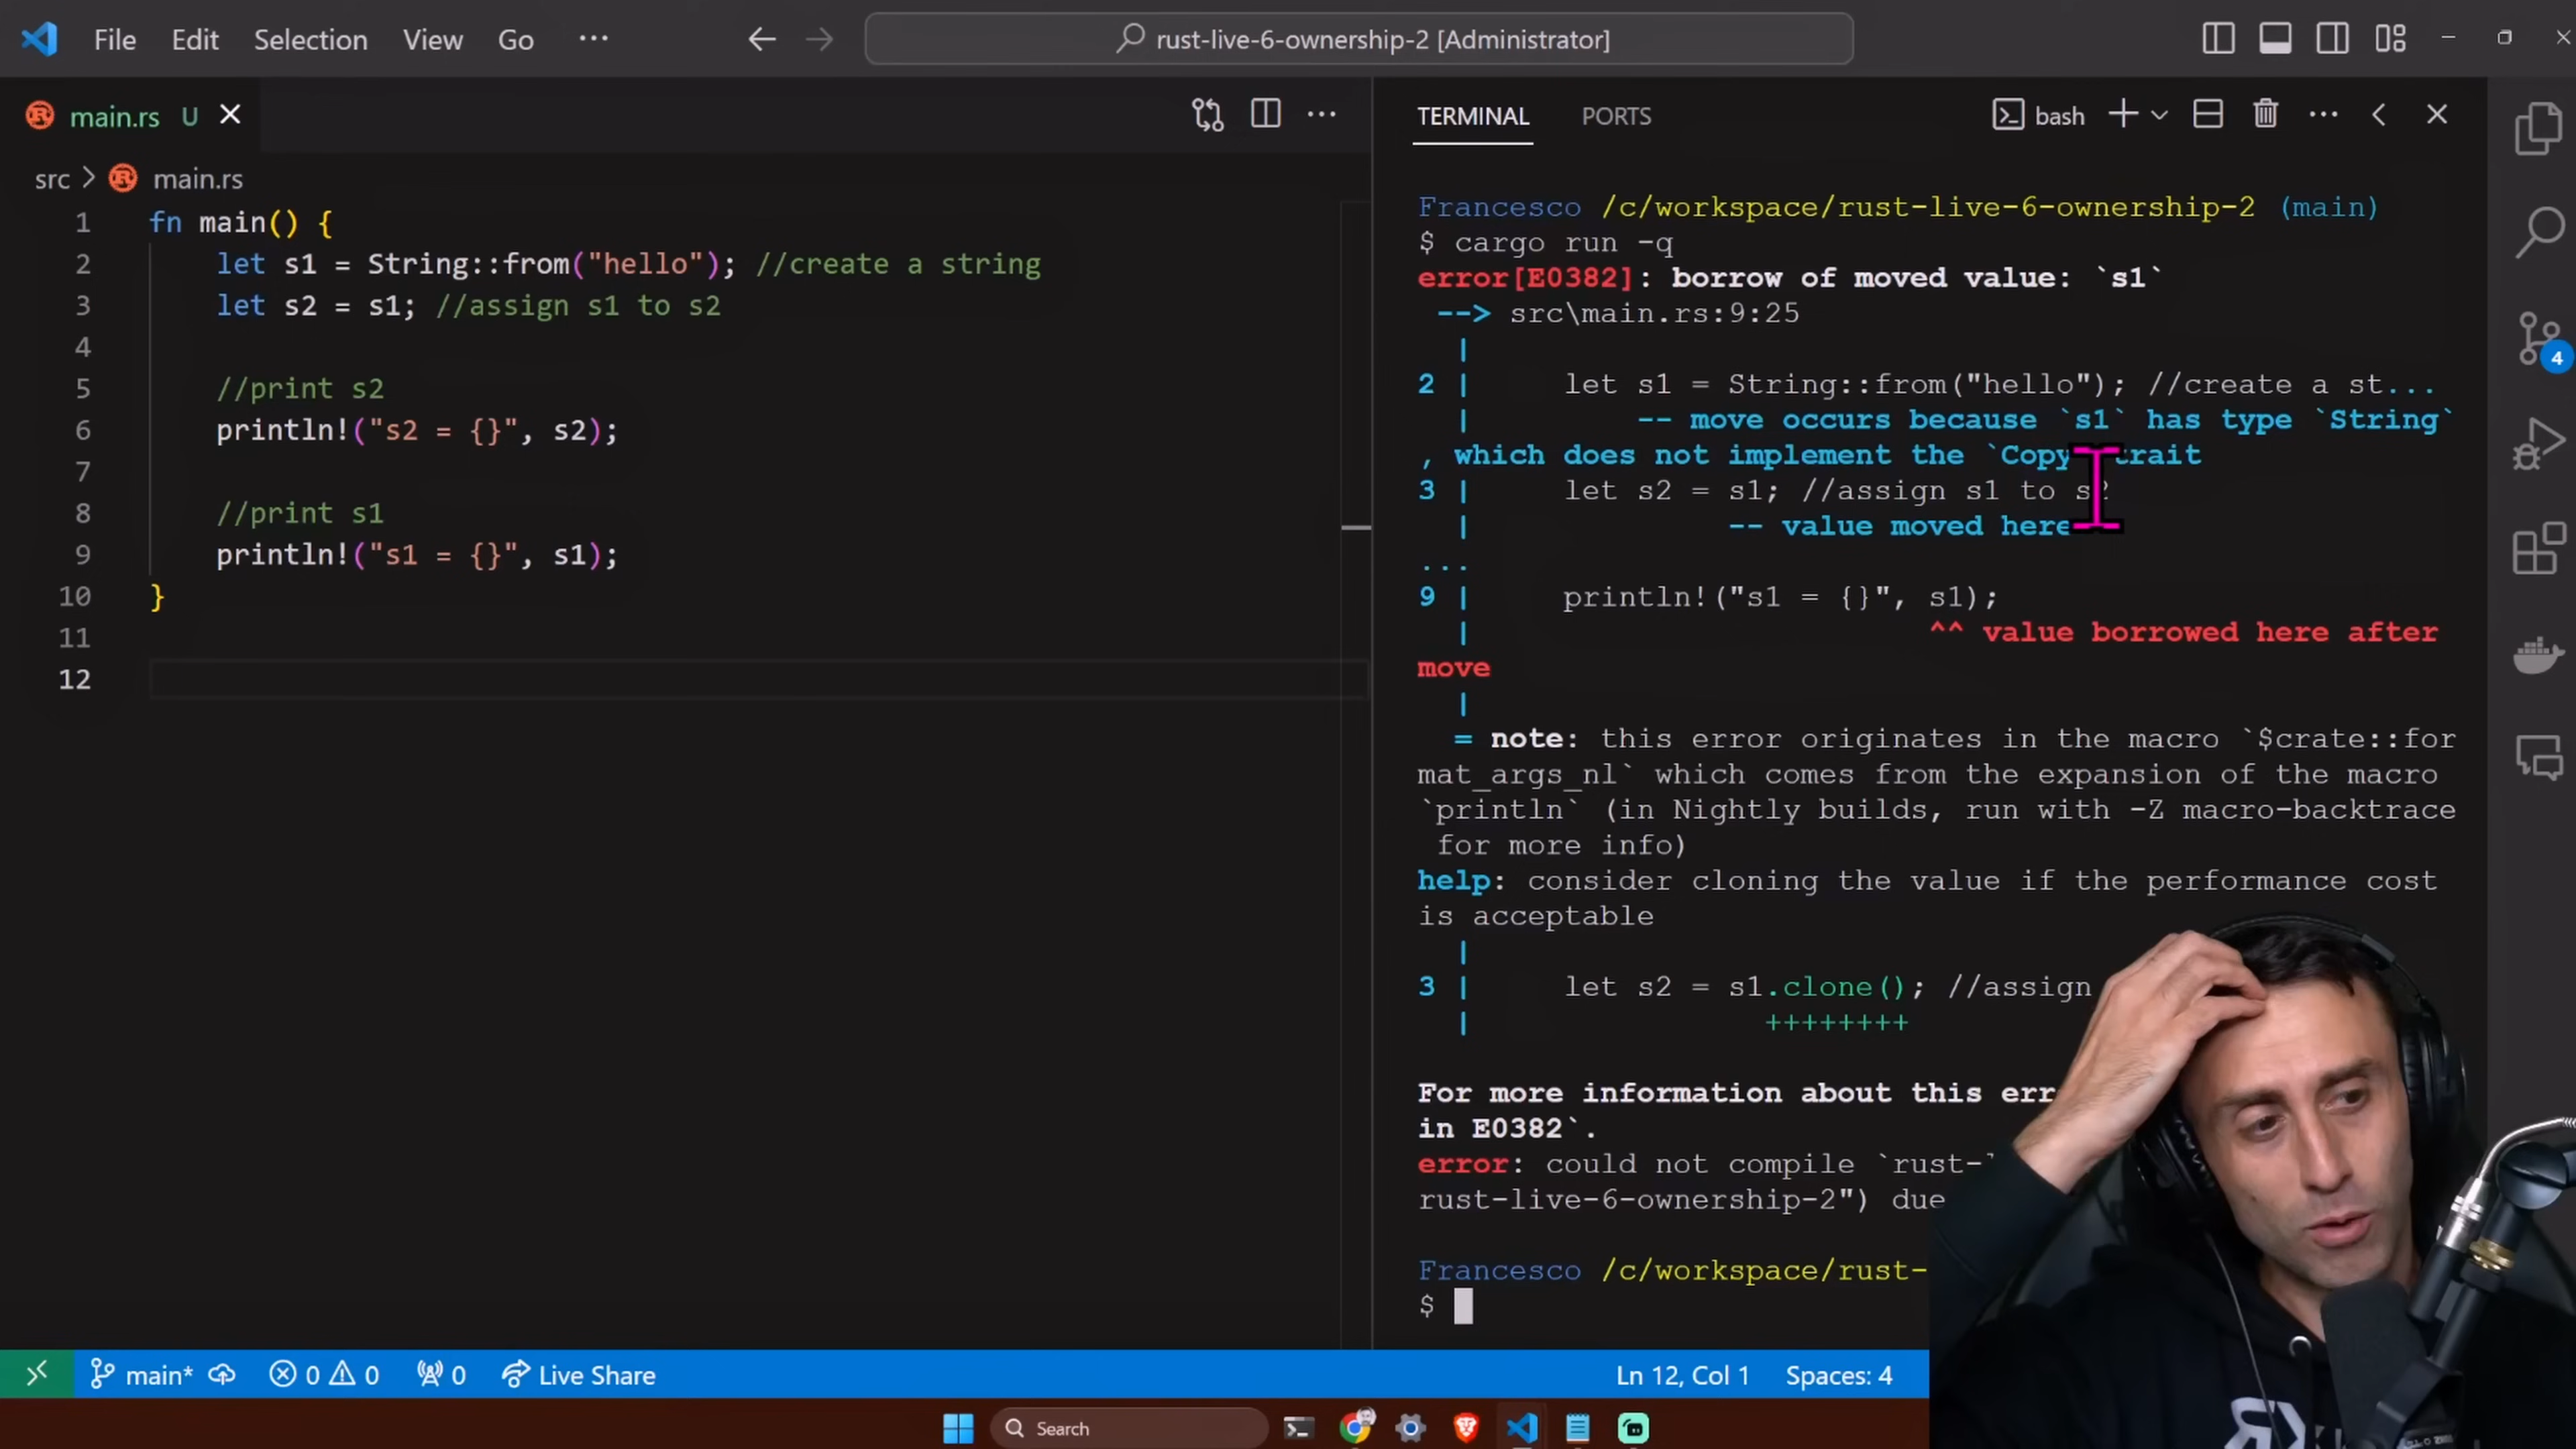 File Edit Selection View Go ...
rust-live-6-ownership-2 [Administrator]
main.rs U
src > main.rs
1 fn main() {
2 let s1 = String::from("hello"); //create a string
3 let s2 = s1; //assign s1 to s2
4
5 //print s2
6 println!("s2 = {}", s2);
7
8 //print s1
9 println!("s1 = {}", s1);
10 }
11
12
TERMINAL PORTS
bash
Francesco /c/workspace/rust-live-6-ownership-2 (main)
$ cargo run -q
error[E0382]: borrow of moved value: `s1`
--> src\main.rs:9:25
|
2 | let s1 = String::from("hello"); //create a st...
| -- move occurs because `s1` has type `String`
, which does not implement the `Copy trait
3 | let s2 = s1; //assign s1 to s2
| -- value moved here
...
9 | println!("s1 = {}", s1);
| ^^ value borrowed here after
move
|
= note: this error originates in the macro `$crate::for
mat_args_nl` which comes from the expansion of the macro
`println` (in Nightly builds, run with -Z macro-backtrace
for more info)
help: consider cloning the value if the performance cost
is acceptable
|
3 | let s2 = s1.clone(); //assign
| ++++++++
For more information about this err
in E0382`.
error: could not compile `rust-
rust-live-6-ownership-2") due
Francesco /c/workspace/rust-
$
4
main* 0 0 0 Live Share
Ln 12, Col 1 Spaces: 4
Search